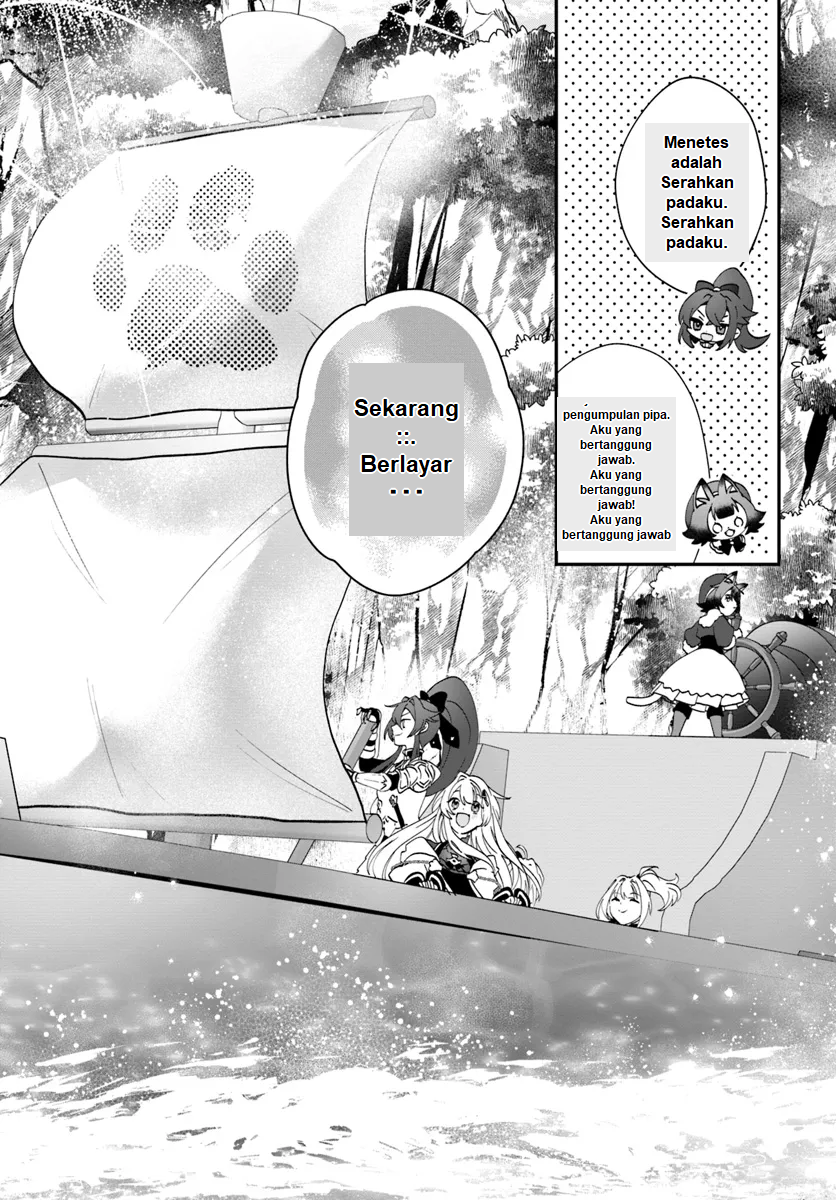 Menetes
adalah
Serahkan
padaku.
Serahkan
padaku.
pengumpulan pipa.
Aku yang
bertanggung
jawab.
Aku yang
bertanggung
jawab!
Aku yang
bertanggung jawab
Sekarang
::.
Berlayar
- - -